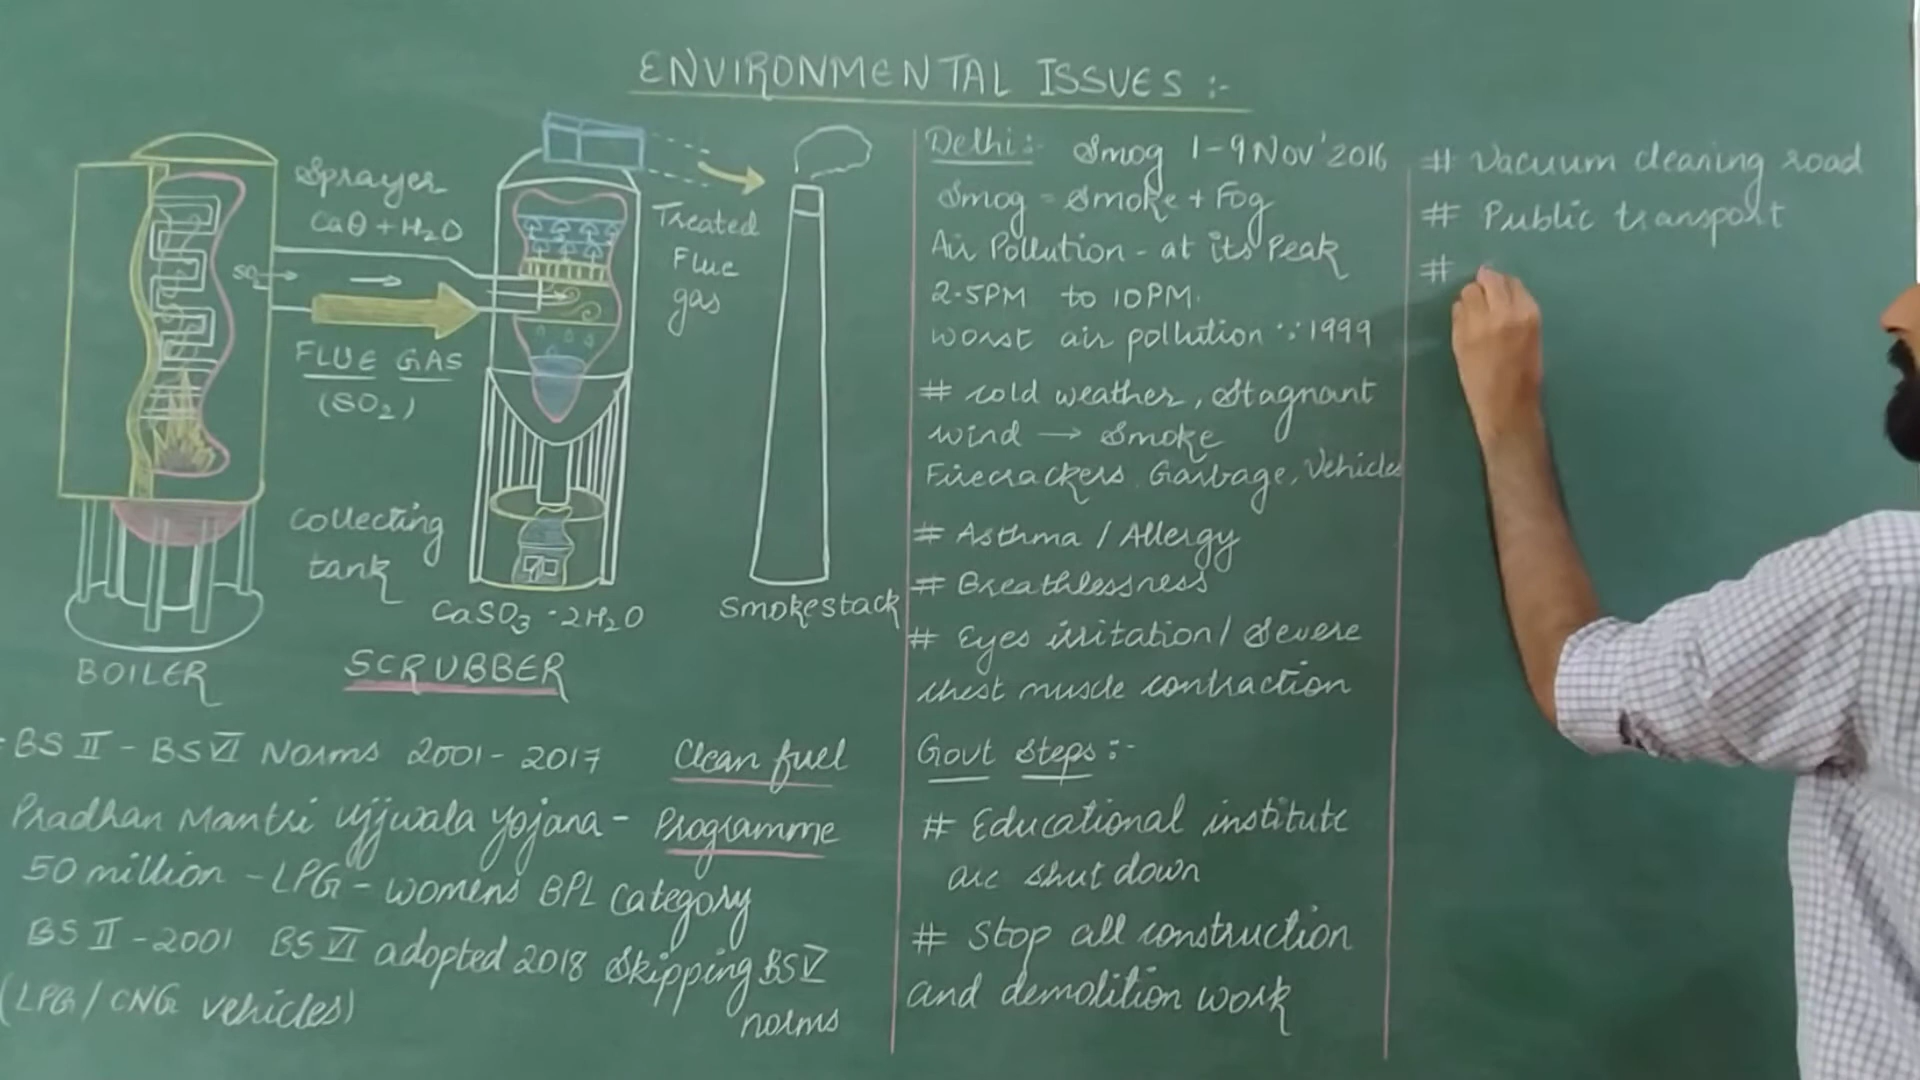 ENVIRONMENTAL ISSUES :-
Sprayer
CaO + H2O
SO2
FLUE GAS
(SO2)
Collecting
tank
Treated
Flue
gas
CaSO3 · 2H2O
Smokestack
BOILER
SCRUBBER
BS II - BS VI Norms 2001 - 2017
Clean fuel
Pradhan Mantri Ujjwala Yojana - Programme
50 million - LPG - womens BPL category
BS II - 2001 BS VI adopted 2018 Skipping BS V
norms
(LPG / CNG vehicles)
Delhi :- Smog 1-9 Nov' 2016
Smog = Smoke + Fog
Air Pollution - at its Peak
2-5PM to 10PM.
worst air pollution ∵ 1999
# cold weather, Stagnant
wind → Smoke
Firecrackers, Garbage, Vehicles
# Asthma / Allergy
# Breathlessness
# Eyes irritation / Severe
chest muscle contraction
Govt Steps :-
# Educational institute
are shut down
# Stop all construction
and demolition work
# Vacuum cleaning road
# Public transport
#